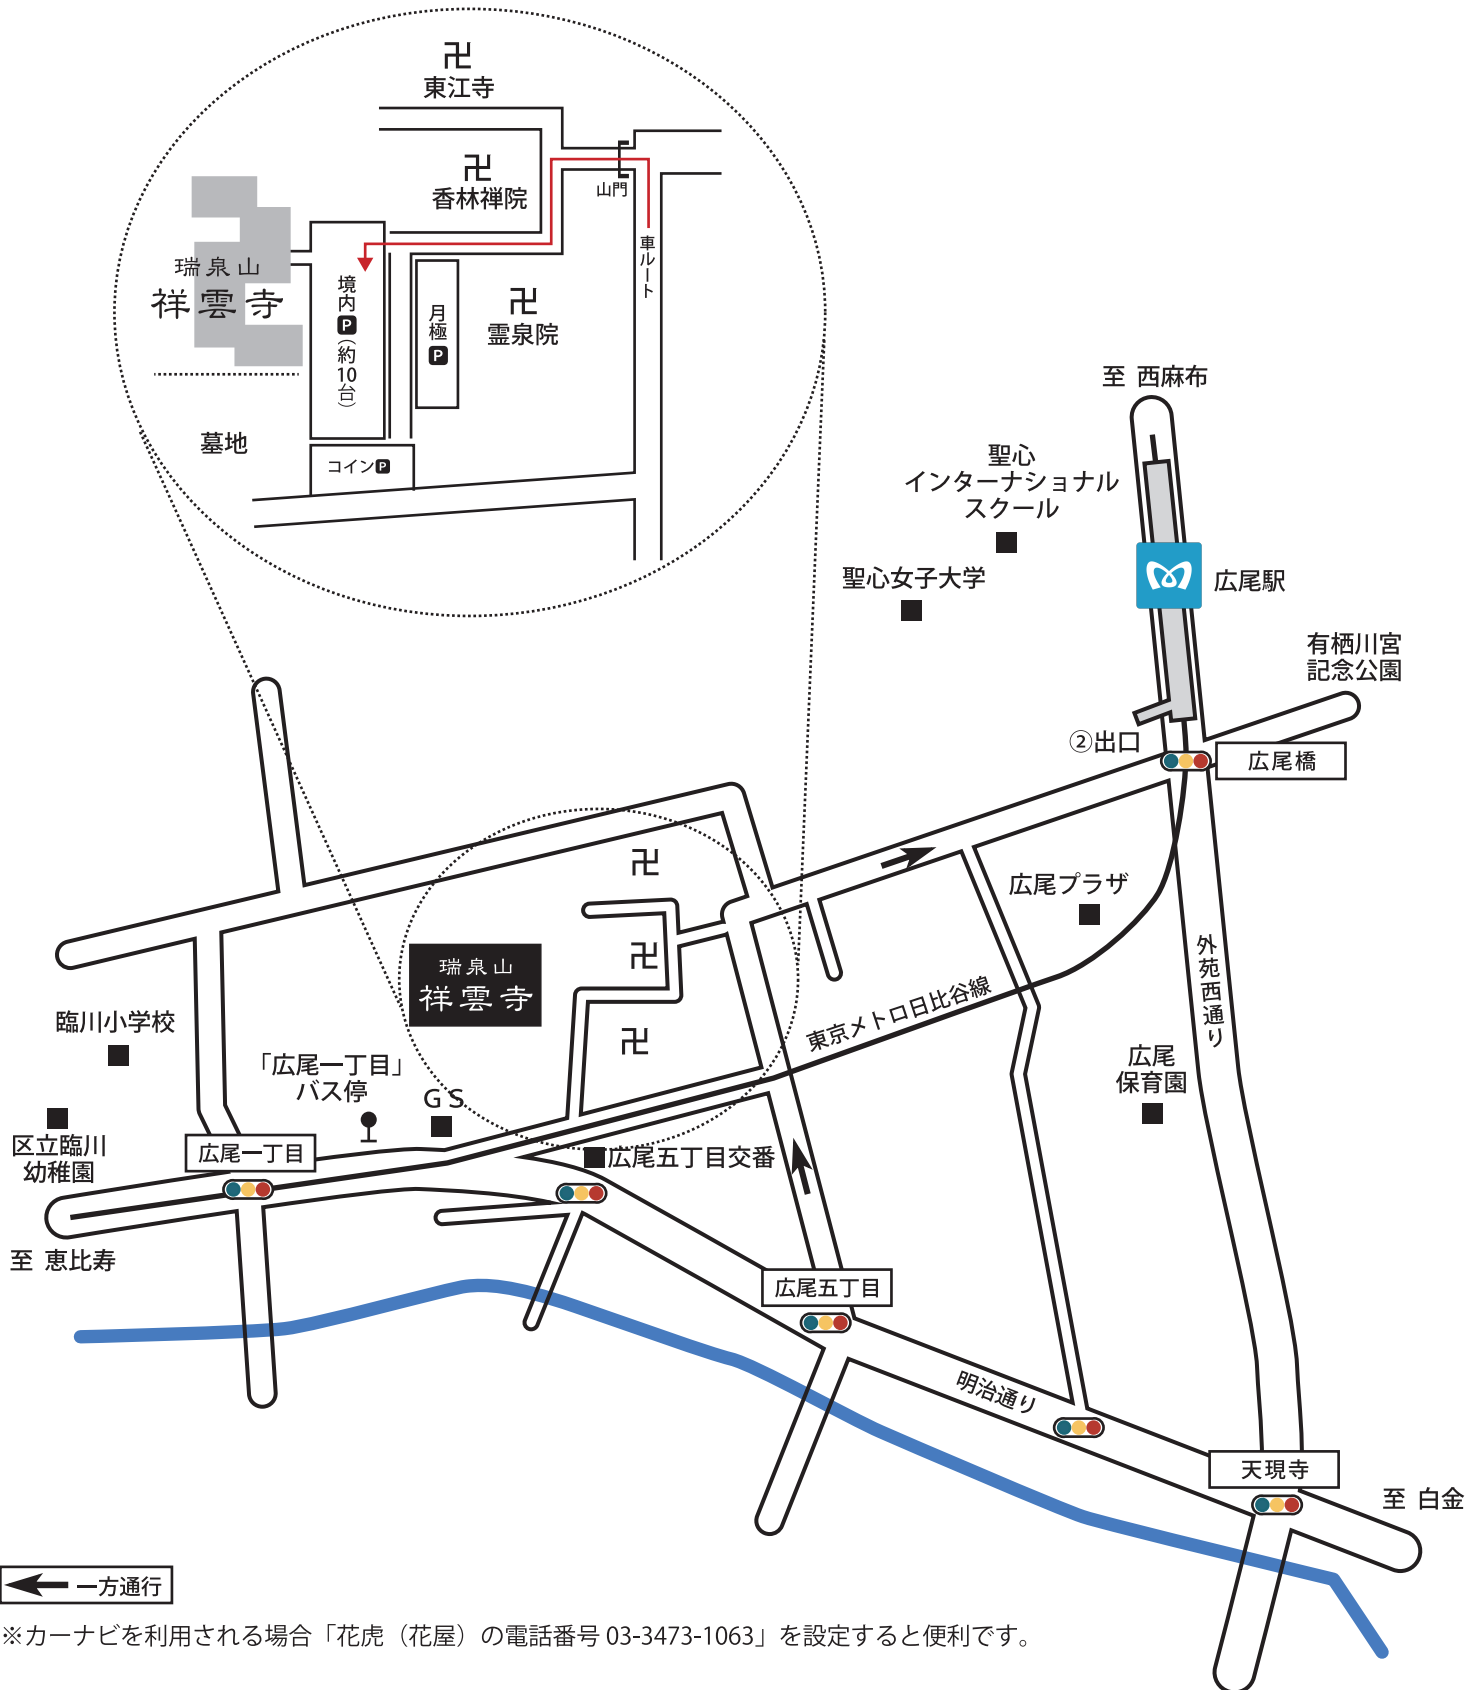 卍
東江寺
卍
香林禅院
山門
車ルート
瑞泉山
祥雲寺
境内P(約10台)
月極P
卍
霊泉院
墓地
コインP
至 西麻布
聖心
インターナショナル
スクール
聖心女子大学
広尾駅
有栖川宮
記念公園
②出口
広尾橋
卍
広尾プラザ
卍
瑞泉山
祥雲寺
外苑西通り
東京メトロ日比谷線
臨川小学校
卍
「広尾一丁目」
バス停
GS
広尾
保育園
区立臨川
幼稚園
広尾一丁目
広尾五丁目交番
至 恵比寿
広尾五丁目
明治通り
天現寺
至 白金
一方通行
※カーナビを利用される場合「花虎（花屋）の電話番号 03-3473-1063」を設定すると便利です。